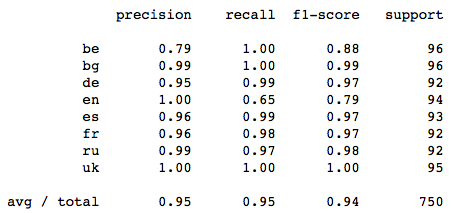 precision recall f1-score support
be 0.79 1.00 0.88 96
bg 0.99 1.00 0.99 96
de 0.95 0.99 0.97 92
en 1.00 0.65 0.79 94
es 0.96 0.99 0.97 93
fr 0.96 0.98 0.97 92
ru 0.99 0.97 0.98 92
uk 1.00 1.00 1.00 95
avg / total 0.95 0.95 0.94 750